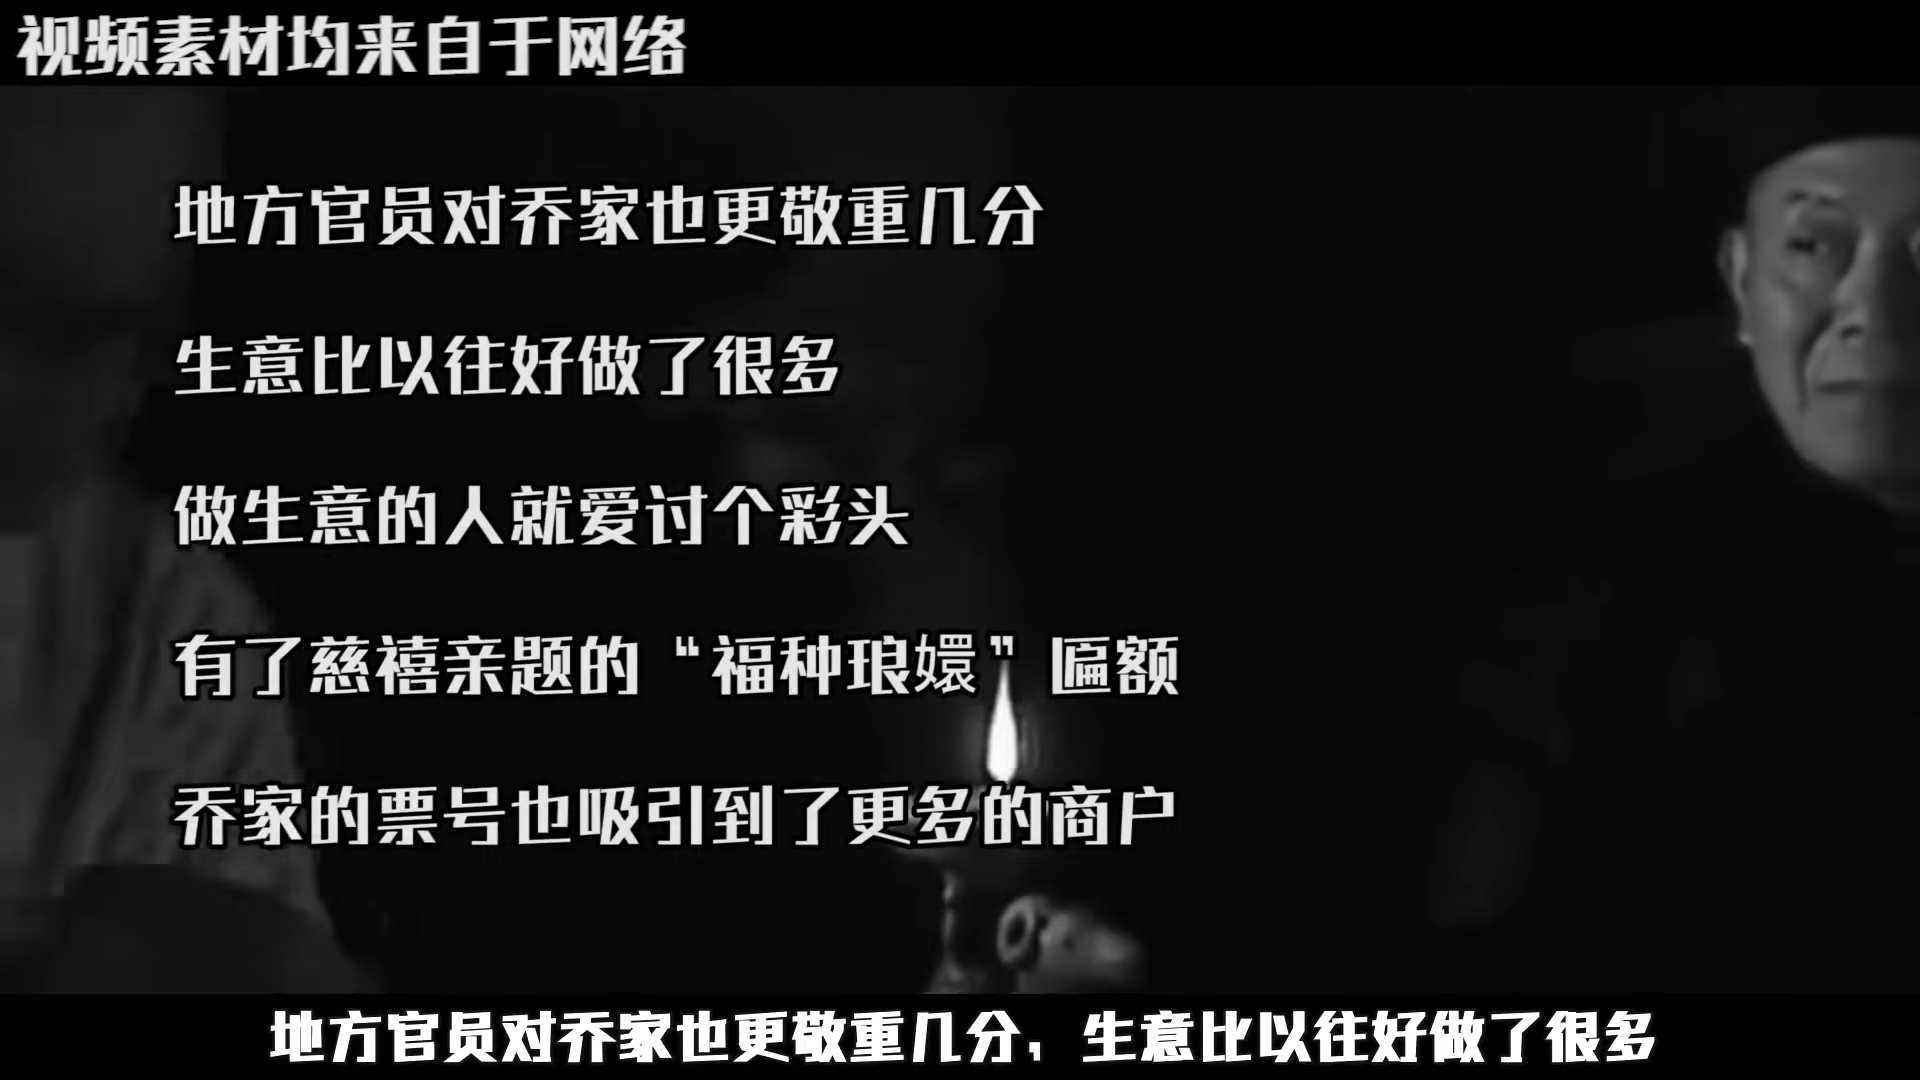 视频素材均来自于网络
地方官员对乔家也更敬重几分
生意比以往好做了很多
做生意的人就爱讨个彩头
有了慈禧亲题的“福种琅嬛”匾额
乔家的票号也吸引到了更多的商户
地方官员对乔家也更敬重几分，生意比以往好做了很多